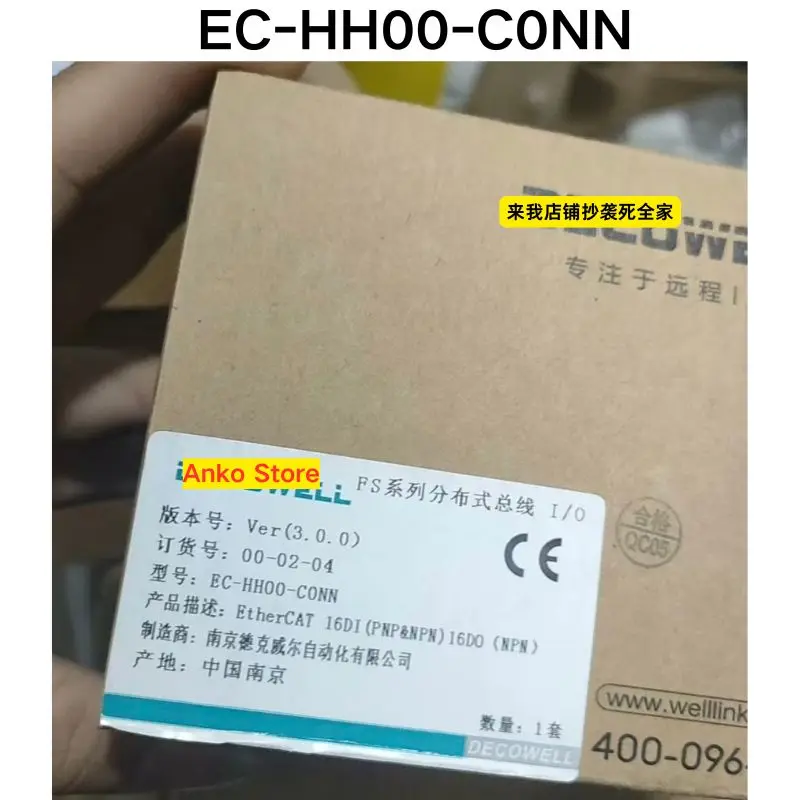 EC-HH00-C0NN
来我店铺抄袭死全家
专注于远程I
Anko Store
FS系列分布式总线 I/O
版本号: Ver(3.0.0)
订货号: 00-02-04
型号: EC-HH00-C0NN
产品描述: EtherCAT 16DI(PNP&NPN)16DO (NPN)
制造商: 南京德克威尔自动化有限公司
产地: 中国南京
CE
合格
QC05
数量: 1套
DECOWELL
www.welllink
400-096